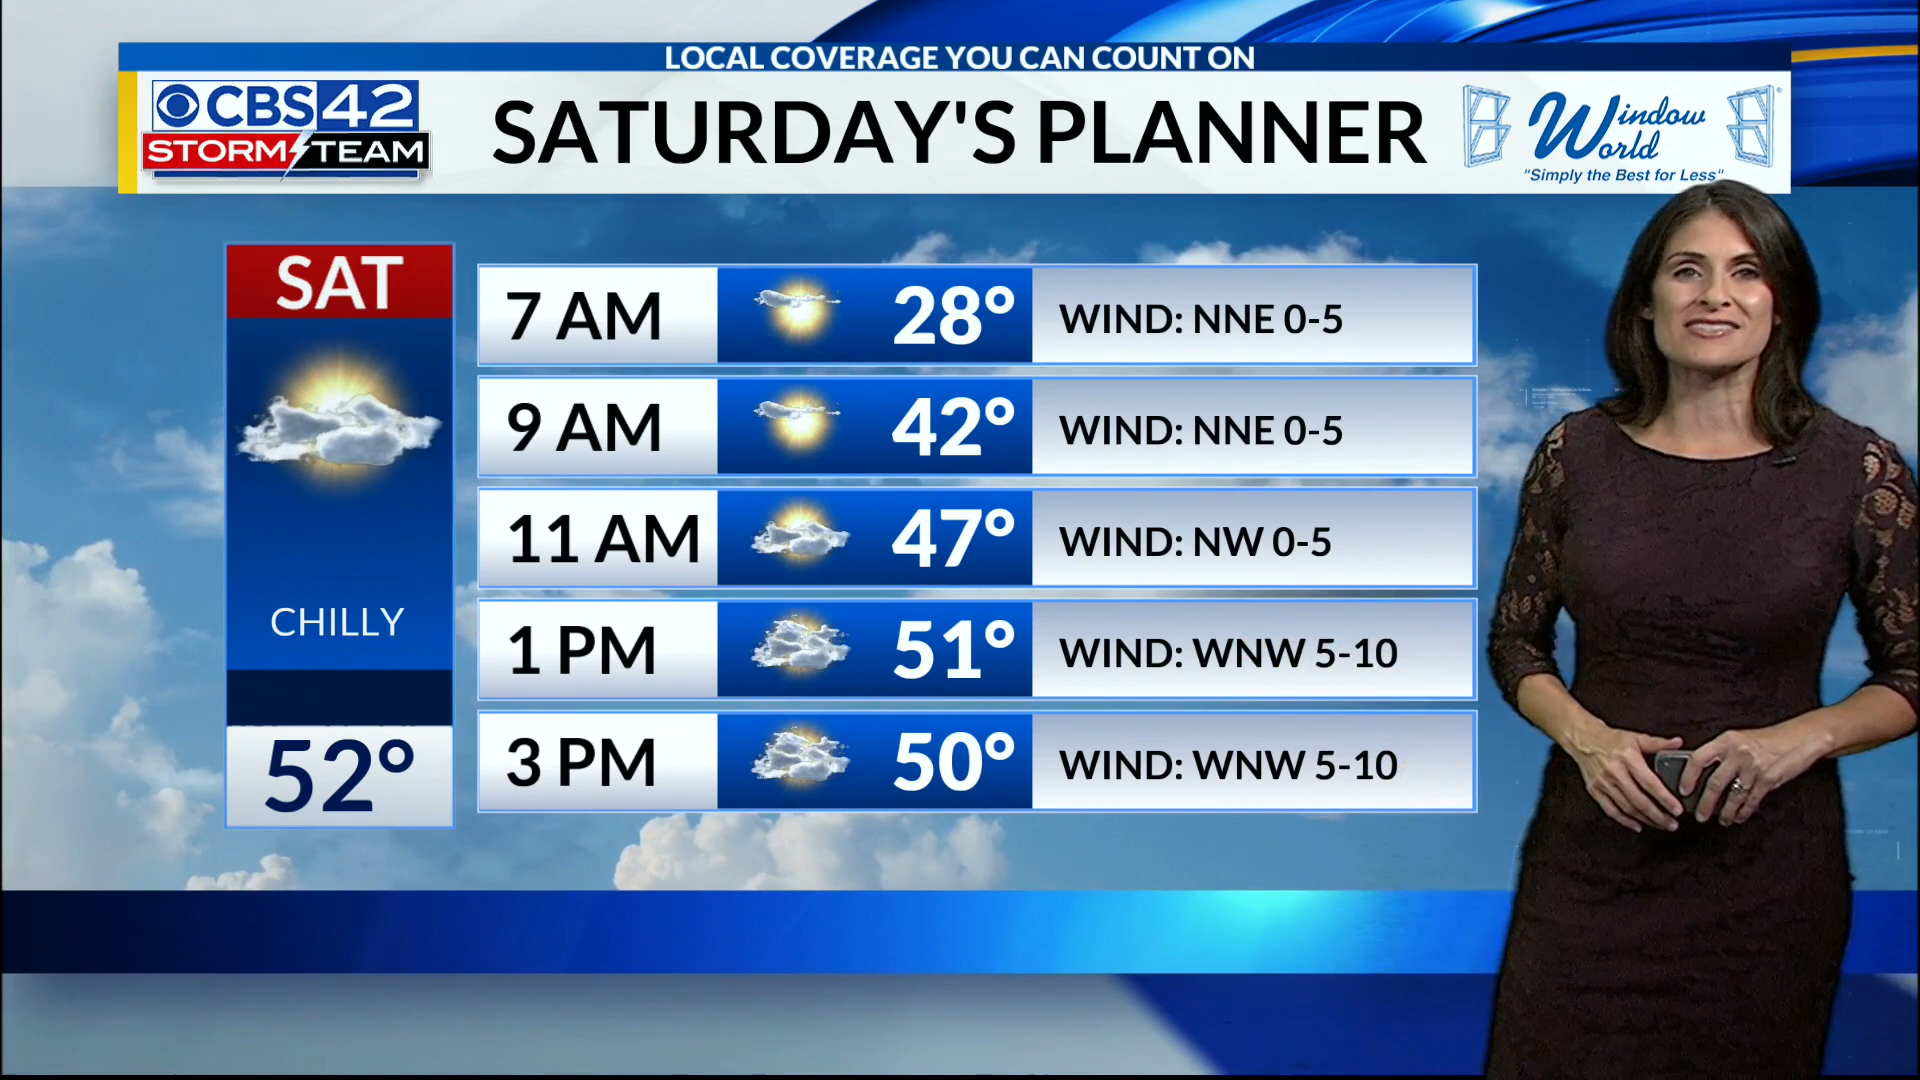 LOCAL COVERAGE YOU CAN COUNT ON
CBS 42
STORM TEAM
SATURDAY'S PLANNER
Window
World
"Simply the Best for Less"
SAT
CHILLY
52°
7 AM 28° WIND: NNE 0-5
9 AM 42° WIND: NNE 0-5
11 AM 47° WIND: NW 0-5
1 PM 51° WIND: WNW 5-10
3 PM 50° WIND: WNW 5-10